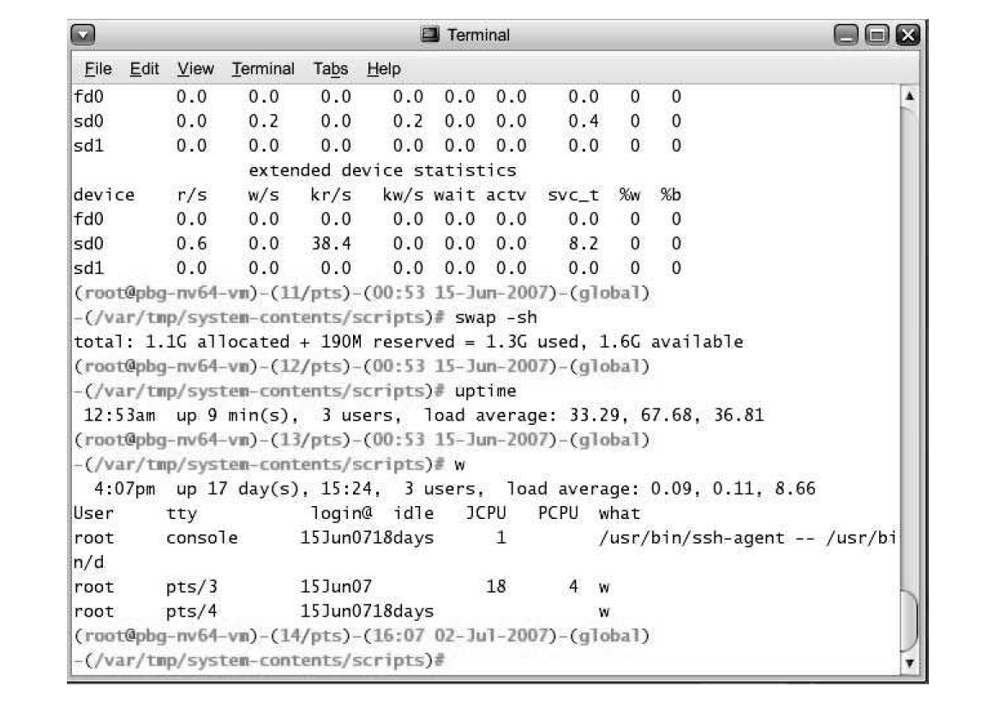 Terminal
File Edit View Terminal Tabs Help
fd0 0.0 0.0 0.0 0.0 0.0 0.0 0.0 0 0
sd0 0.0 0.2 0.0 0.2 0.0 0.0 0.4 0 0
sd1 0.0 0.0 0.0 0.0 0.0 0.0 0.0 0 0
extended device statistics
device r/s w/s kr/s kw/s wait actv svc_t %w %b
fd0 0.0 0.0 0.0 0.0 0.0 0.0 0.0 0 0
sd0 0.6 0.0 38.4 0.0 0.0 0.0 8.2 0 0
sd1 0.0 0.0 0.0 0.0 0.0 0.0 0.0 0 0
(root@pbg-nv64-vm)-(11/pts)-(00:53 15-Jun-2007)-(global)
-(/var/tmp/system-contents/scripts)# swap -sh
total: 1.1G allocated + 190M reserved = 1.3G used, 1.6G available
(root@pbg-nv64-vm)-(12/pts)-(00:53 15-Jun-2007)-(global)
-(/var/tmp/system-contents/scripts)# uptime
12:53am up 9 min(s), 3 users, load average: 33.29, 67.68, 36.81
(root@pbg-nv64-vm)-(13/pts)-(00:53 15-Jun-2007)-(global)
-(/var/tmp/system-contents/scripts)# w
4:07pm up 17 day(s), 15:24, 3 users, load average: 0.09, 0.11, 8.66
User tty login@ idle JCPU PCPU what
root console 15Jun0718days 1 /usr/bin/ssh-agent -- /usr/bi
n/d
root pts/3 15Jun07 18 4 w
root pts/4 15Jun0718days w
(root@pbg-nv64-vm)-(14/pts)-(16:07 02-Jul-2007)-(global)
-(/var/tmp/system-contents/scripts)#